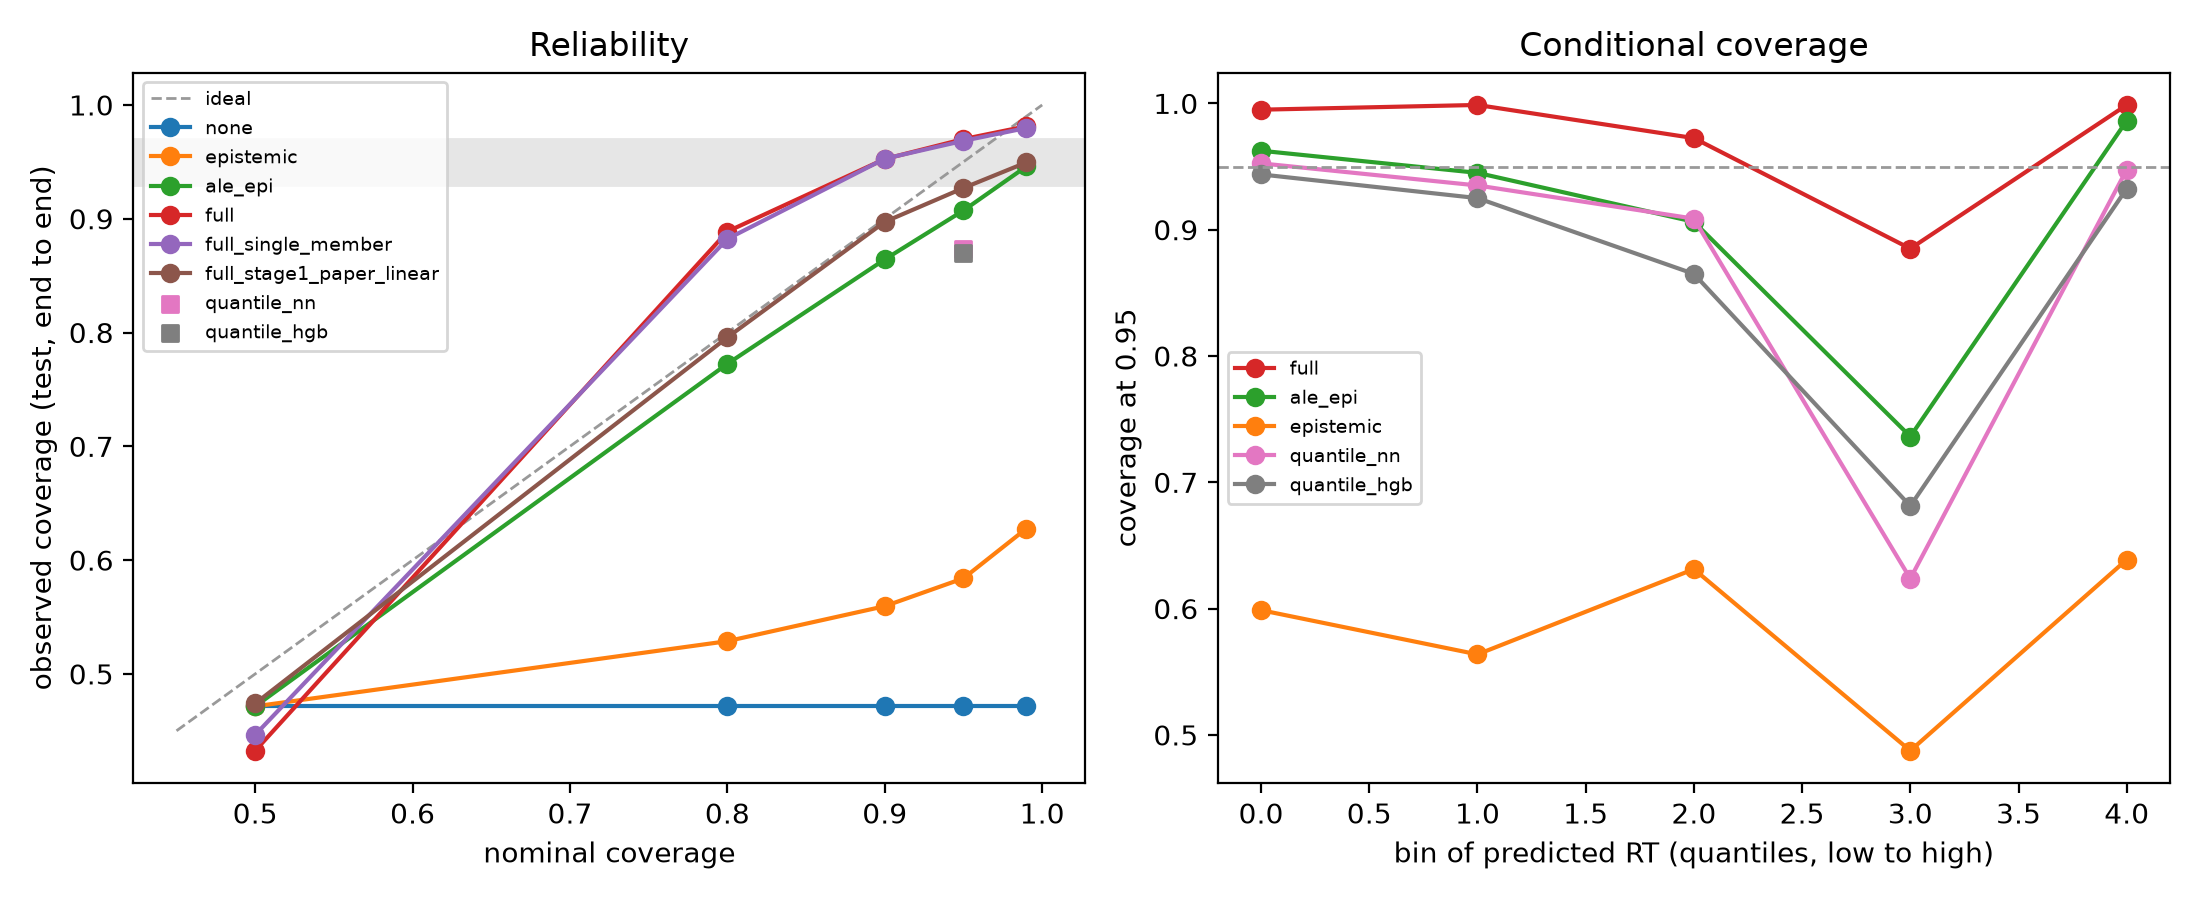 Reliability
observed coverage (test, end to end)
1.0
0.9
0.8
0.7
0.6
0.5
ideal
none
epistemic
ale_epi
full
full_single_member
full_stage1_paper_linear
quantile_nn
quantile_hgb
0.5 0.6 0.7 0.8 0.9 1.0
nominal coverage
Conditional coverage
coverage at 0.95
1.0
0.9
0.8
0.7
0.6
0.5
full
ale_epi
epistemic
quantile_nn
quantile_hgb
0.0 0.5 1.0 1.5 2.0 2.5 3.0 3.5 4.0
bin of predicted RT (quantiles, low to high)